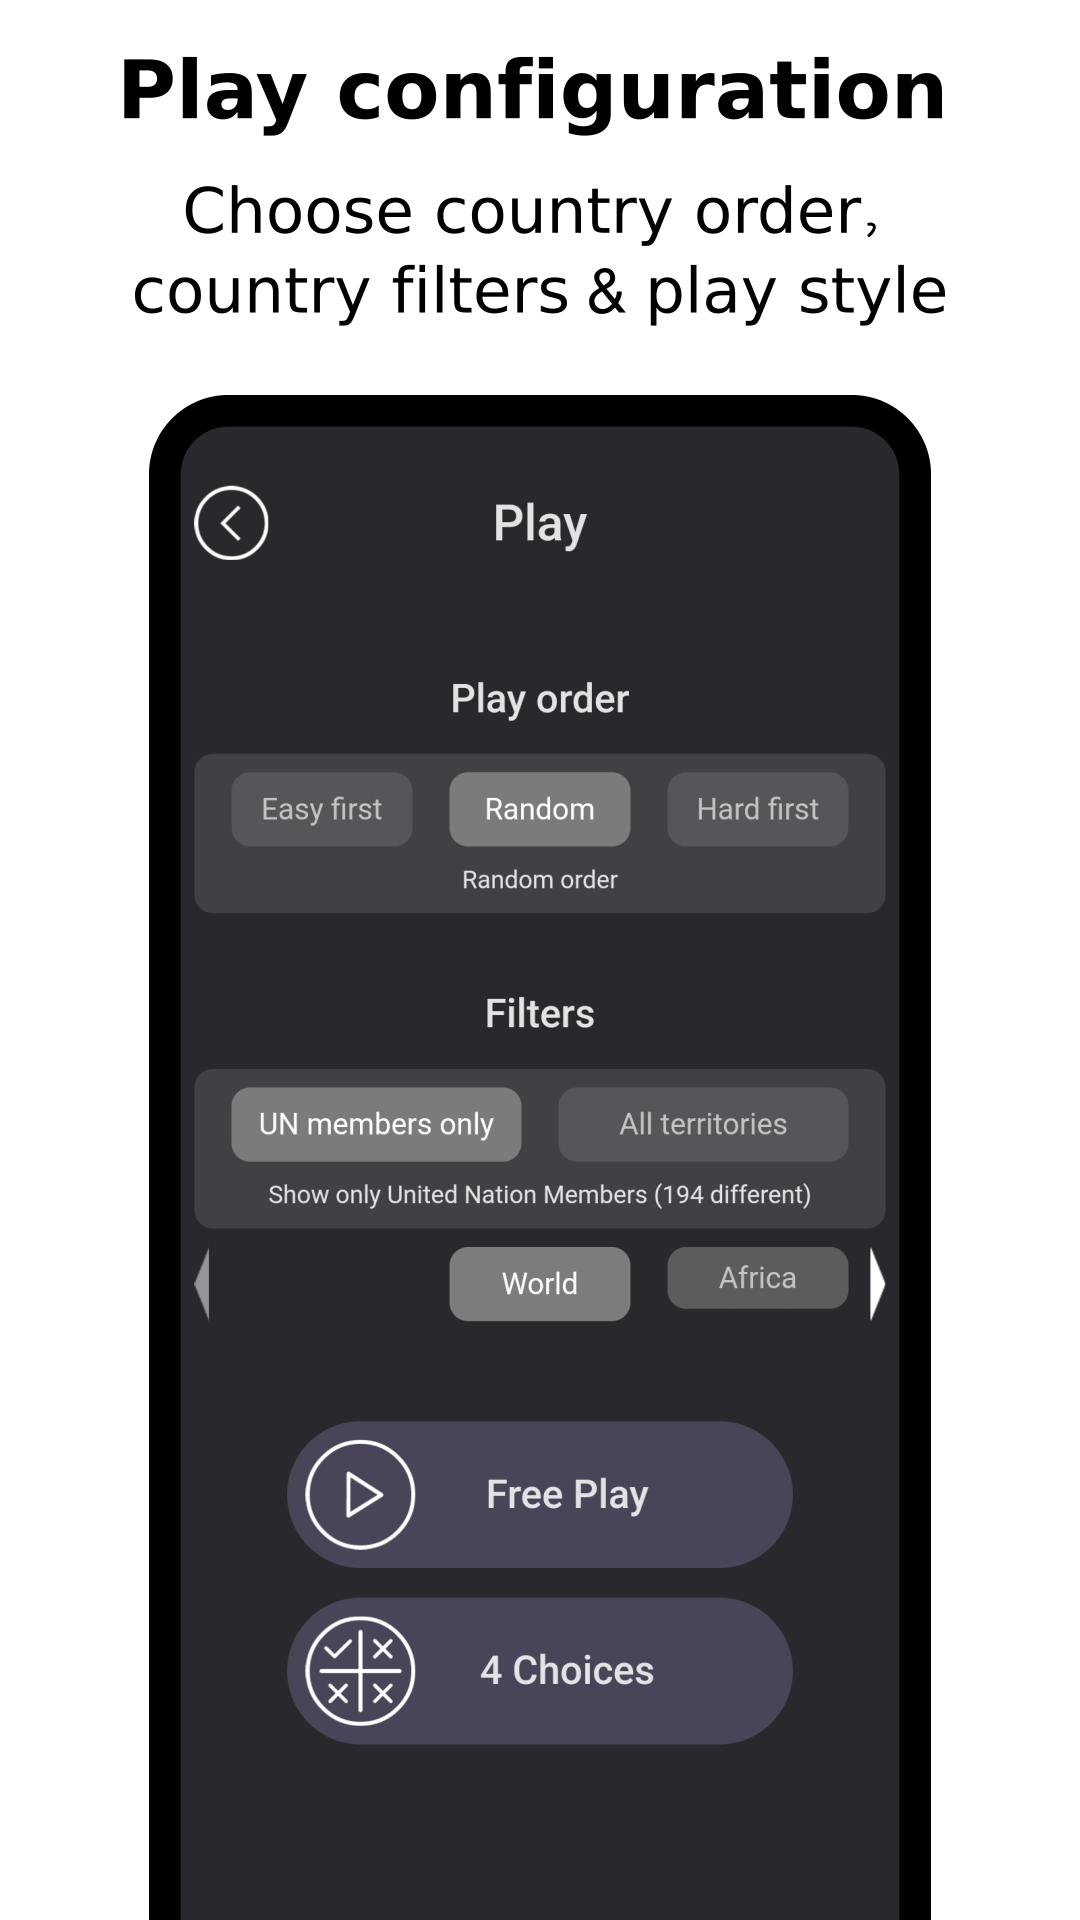 Play configuration
Choose country order,
country filters & play style
Play
Play order
Easy first Random Hard first
Random order
Filters
UN members only All territories
Show only United Nation Members (194 different)
World Africa
Free Play
4 Choices